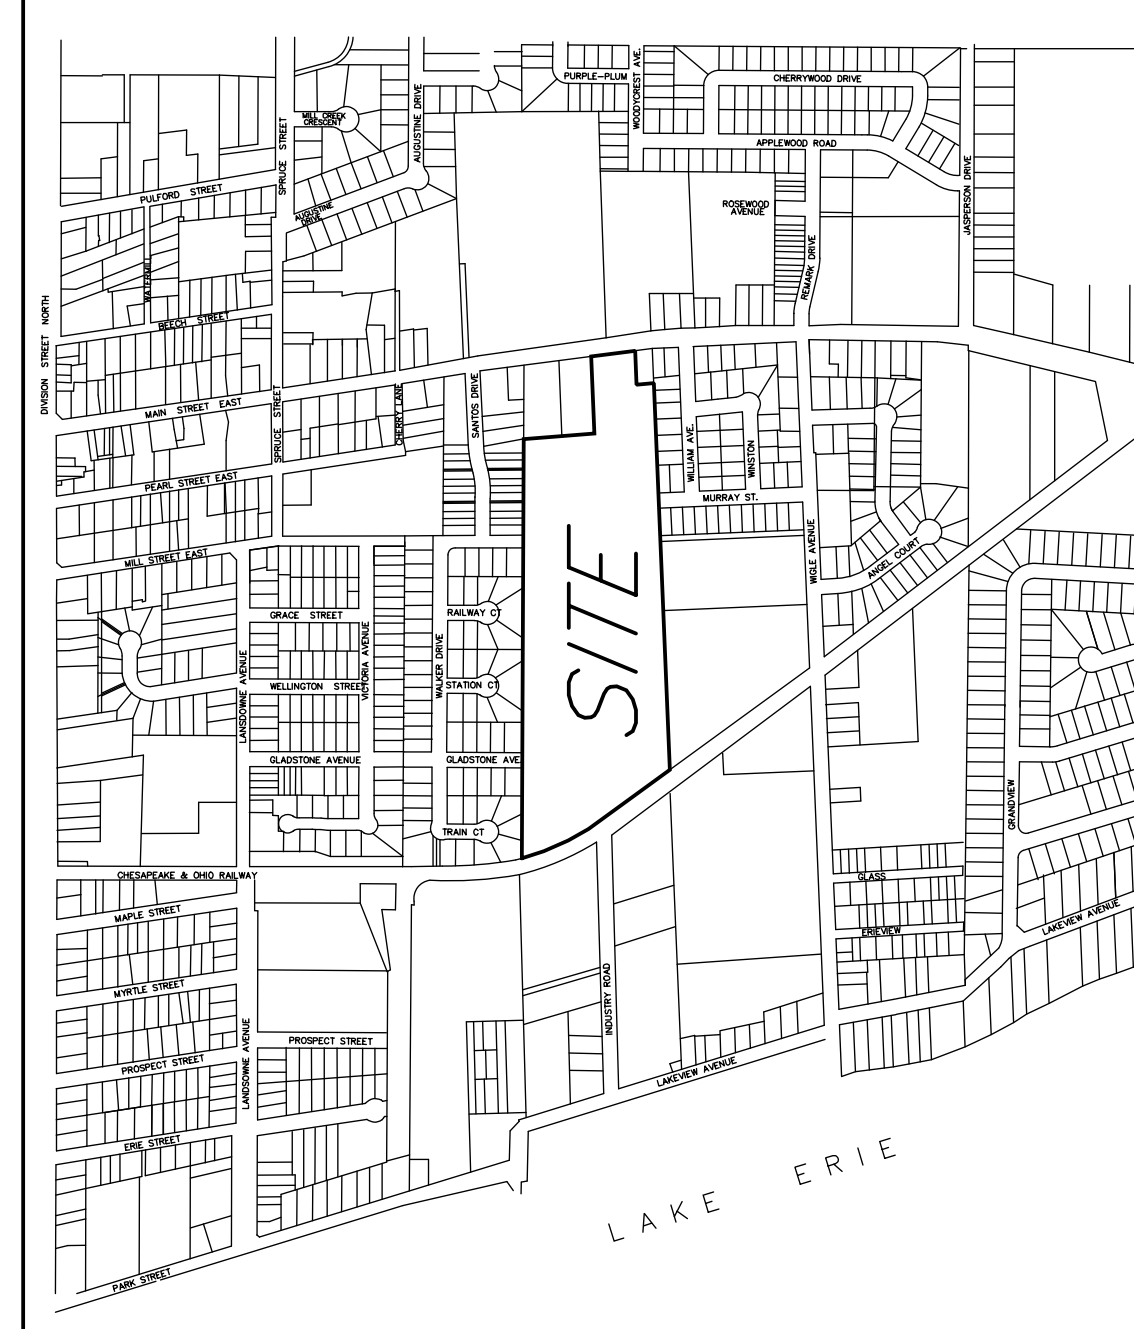 PURPLE-PLUM
WOODYCREST AVE.
CHERRYWOOD DRIVE
MILL CREEK
CRESCENT
AUGUSTINE DRIVE
SPRUCE STREET
APPLEWOOD ROAD
JASPERSON DRIVE
PULFORD STREET
AUGUSTINE
DRIVE
ROSEWOOD
AVENUE
REMARK DRIVE
WATERMILL
BEECH STREET
DIVISION STREET NORTH
MAIN STREET EAST
SPRUCE STREET
CHERRY LANE
SANTOS DRIVE
WILLIAM AVE.
WINSTON
PEARL STREET EAST
MURRAY ST.
MILL STREET EAST
WIGLE AVENUE
ANGEL COURT
SITE
GRACE STREET
RAILWAY CT
VICTORIA AVENUE
WALKER DRIVE
LANSDOWNE AVENUE
WELLINGTON STREET
STATION CT
GLADSTONE AVENUE
GLADSTONE AVE
GRANDVIEW
TRAIN CT
CHESAPEAKE & OHIO RAILWAY
GLASS
MAPLE STREET
ERIEVIEW
LAKEVIEW AVENUE
MYRTLE STREET
INDUSTRY ROAD
LANDSOWNE AVENUE
PROSPECT STREET
PROSPECT STREET
LAKEVIEW AVENUE
ERIE STREET
LAKE ERIE
PARK STREET